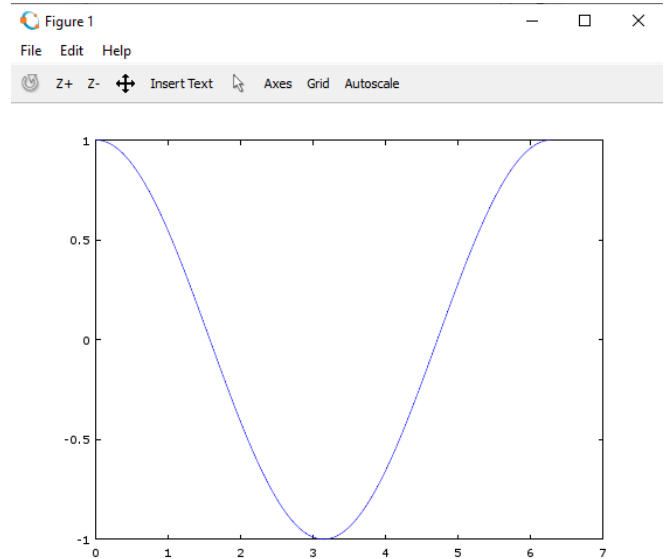 Figure 1
File Edit Help
Z+ Z- Insert Text Axes Grid Autoscale
1
0.5
0
-0.5
-1
0 1 2 3 4 5 6 7